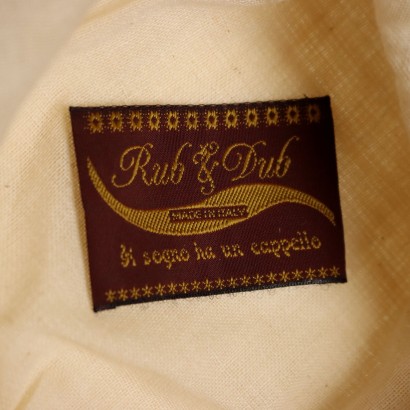 Rub & Dub
MADE IN ITALY
Il sogno ha un cappello